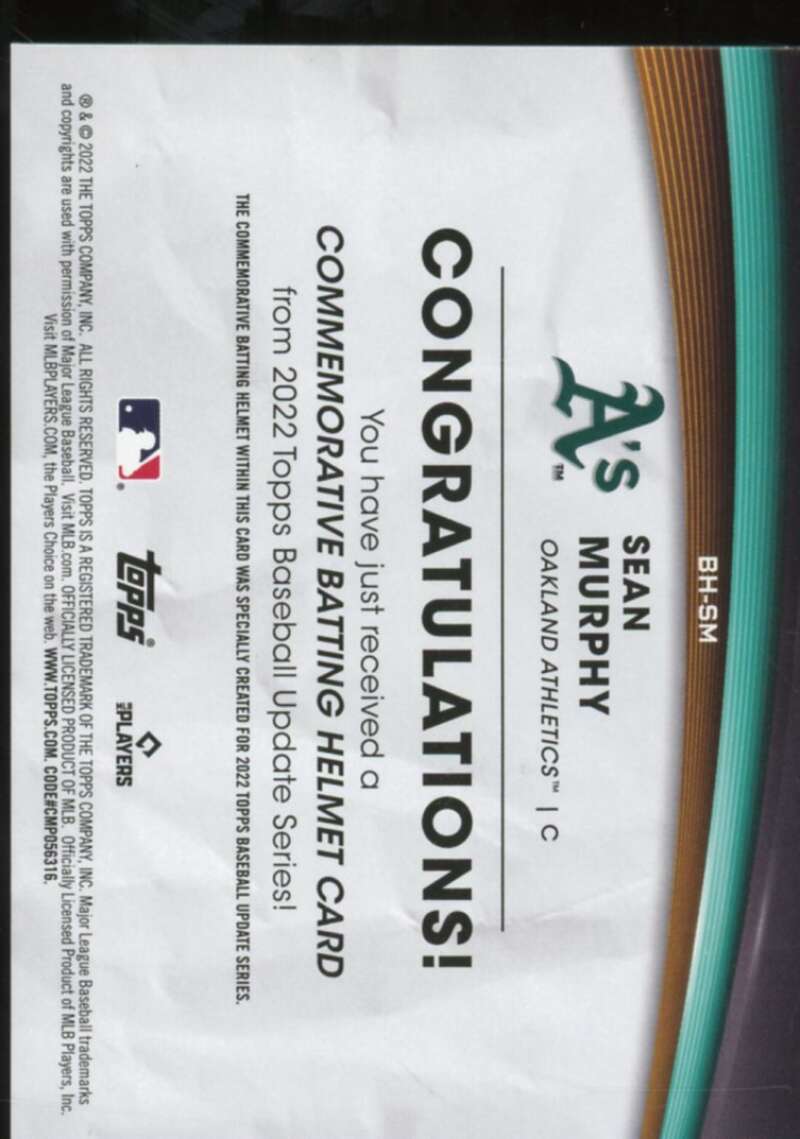 BH-SM
A's™
SEAN
MURPHY
OAKLAND ATHLETICS™ | C
CONGRATULATIONS!
You have just received a
COMMEMORATIVE BATTING HELMET CARD
from 2022 Topps Baseball Update Series!
THE COMMEMORATIVE BATTING HELMET WITHIN THIS CARD WAS SPECIALLY CREATED FOR 2022 TOPPS BASEBALL UPDATE SERIES.
topps®
MLB PLAYERS
® & © 2022 THE TOPPS COMPANY, INC. ALL RIGHTS RESERVED. TOPPS IS A REGISTERED TRADEMARK OF THE TOPPS COMPANY, INC. Major League Baseball trademarks
and copyrights are used with permission of Major League Baseball. Visit MLB.com. OFFICIALLY LICENSED PRODUCT OF MLB. Officially Licensed Product of MLB Players, Inc.
Visit MLBPLAYERS.COM, the Players Choice on the web. WWW.TOPPS.COM. CODE#CMP056316.